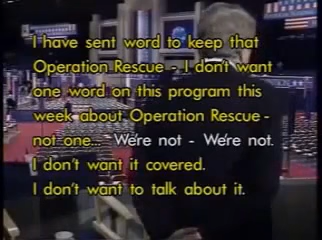 I have sent word to keep that
Operation Rescue - I don't want
one word on this program this
week about Operation Rescue -
not one... We're not - We're not.
I don't want it covered.
I don't want to talk about it.